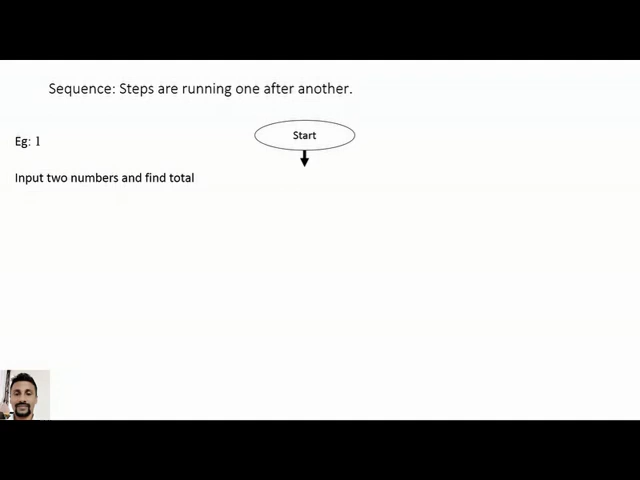 Sequence: Steps are running one after another.
Eg: 1
Start
Input two numbers and find total